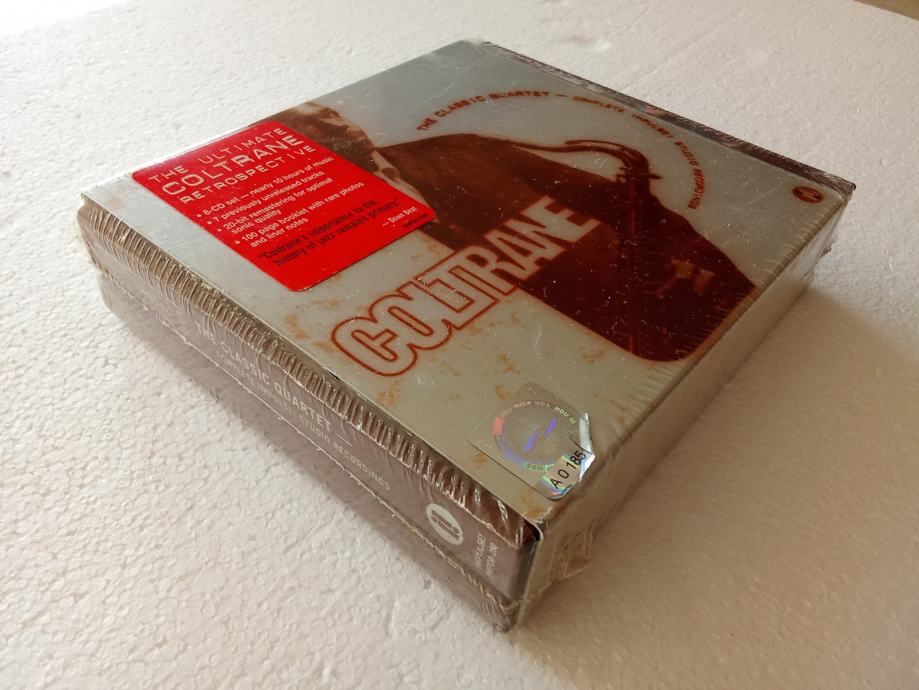 THE ULTIMATE
COLTRANE
RETROSPECTIVE
• 8-CD set — nearly 10 hours of music
• 7 previously unreleased tracks
• 20-bit remastering for optimal
sonic quality
• 100 page booklet with rare photos
and liner notes
"Coltrane's importance to the
history of jazz remains primary."
—Down Beat
THE CLASSIC QUARTET — COMPLETE IMPULSE! STUDIO RECORDINGS
COLTRANE
A 0 185
THE CLASSIC QUARTET
COMPLETE IMPULSE! STUDIO RECORDINGS
IMPULSE!